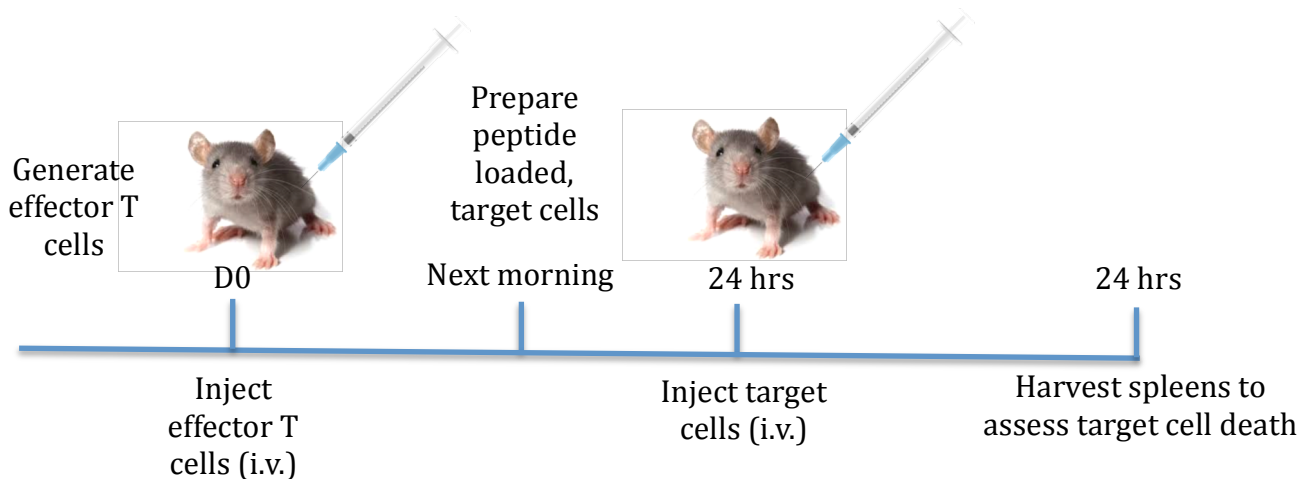 Generate
effector T
cells
D0
Prepare
peptide
loaded,
target cells
Next morning
24 hrs
24 hrs
Inject
effector T
cells (i.v.)
Inject target
cells (i.v.)
Harvest spleens to
assess target cell death